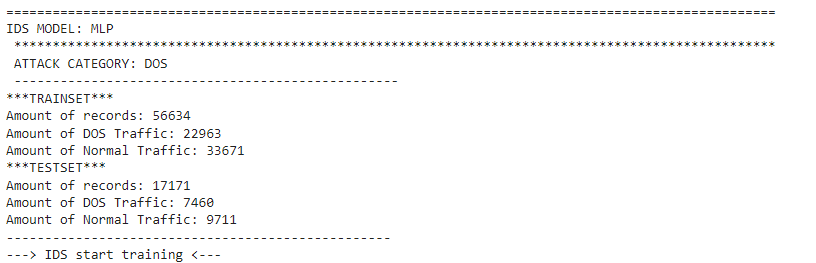 ====================================================================================================
IDS MODEL: MLP
***************************************************************************************************
ATTACK CATEGORY: DOS
--------------------------------------------------
***TRAINSET***
Amount of records: 56634
Amount of DOS Traffic: 22963
Amount of Normal Traffic: 33671
***TESTSET***
Amount of records: 17171
Amount of DOS Traffic: 7460
Amount of Normal Traffic: 9711
--------------------------------------------------
---> IDS start training <---